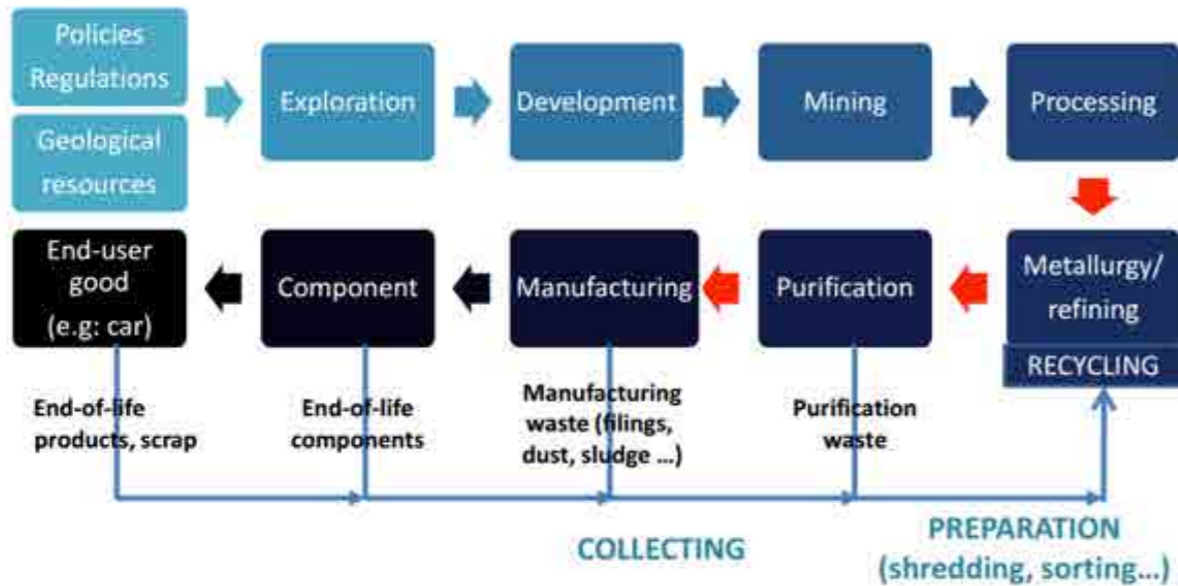 Policies
Regulations
Geological
resources
Exploration
Development
Mining
Processing
End-user
good
(e.g: car)
Component
Manufacturing
Purification
Metallurgy/
refining
RECYCLING
End-of-life
products, scrap
End-of-life
components
Manufacturing
waste (filings,
dust, sludge ...)
Purification
waste
COLLECTING
PREPARATION
(shredding, sorting...)